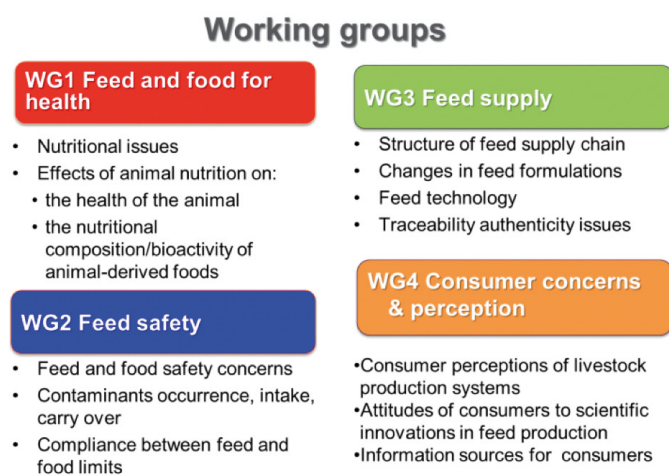 Working groups
WG1 Feed and food for
health
• Nutritional issues
• Effects of animal nutrition on:
• the health of the animal
• the nutritional
composition/bioactivity of
animal-derived foods
WG2 Feed safety
• Feed and food safety concerns
• Contaminants occurrence, intake,
carry over
• Compliance between feed and
food limits
WG3 Feed supply
• Structure of feed supply chain
• Changes in feed formulations
• Feed technology
• Traceability authenticity issues
WG4 Consumer concerns
& perception
•Consumer perceptions of livestock
production systems
•Attitudes of consumers to scientific
innovations in feed production
•Information sources for consumers